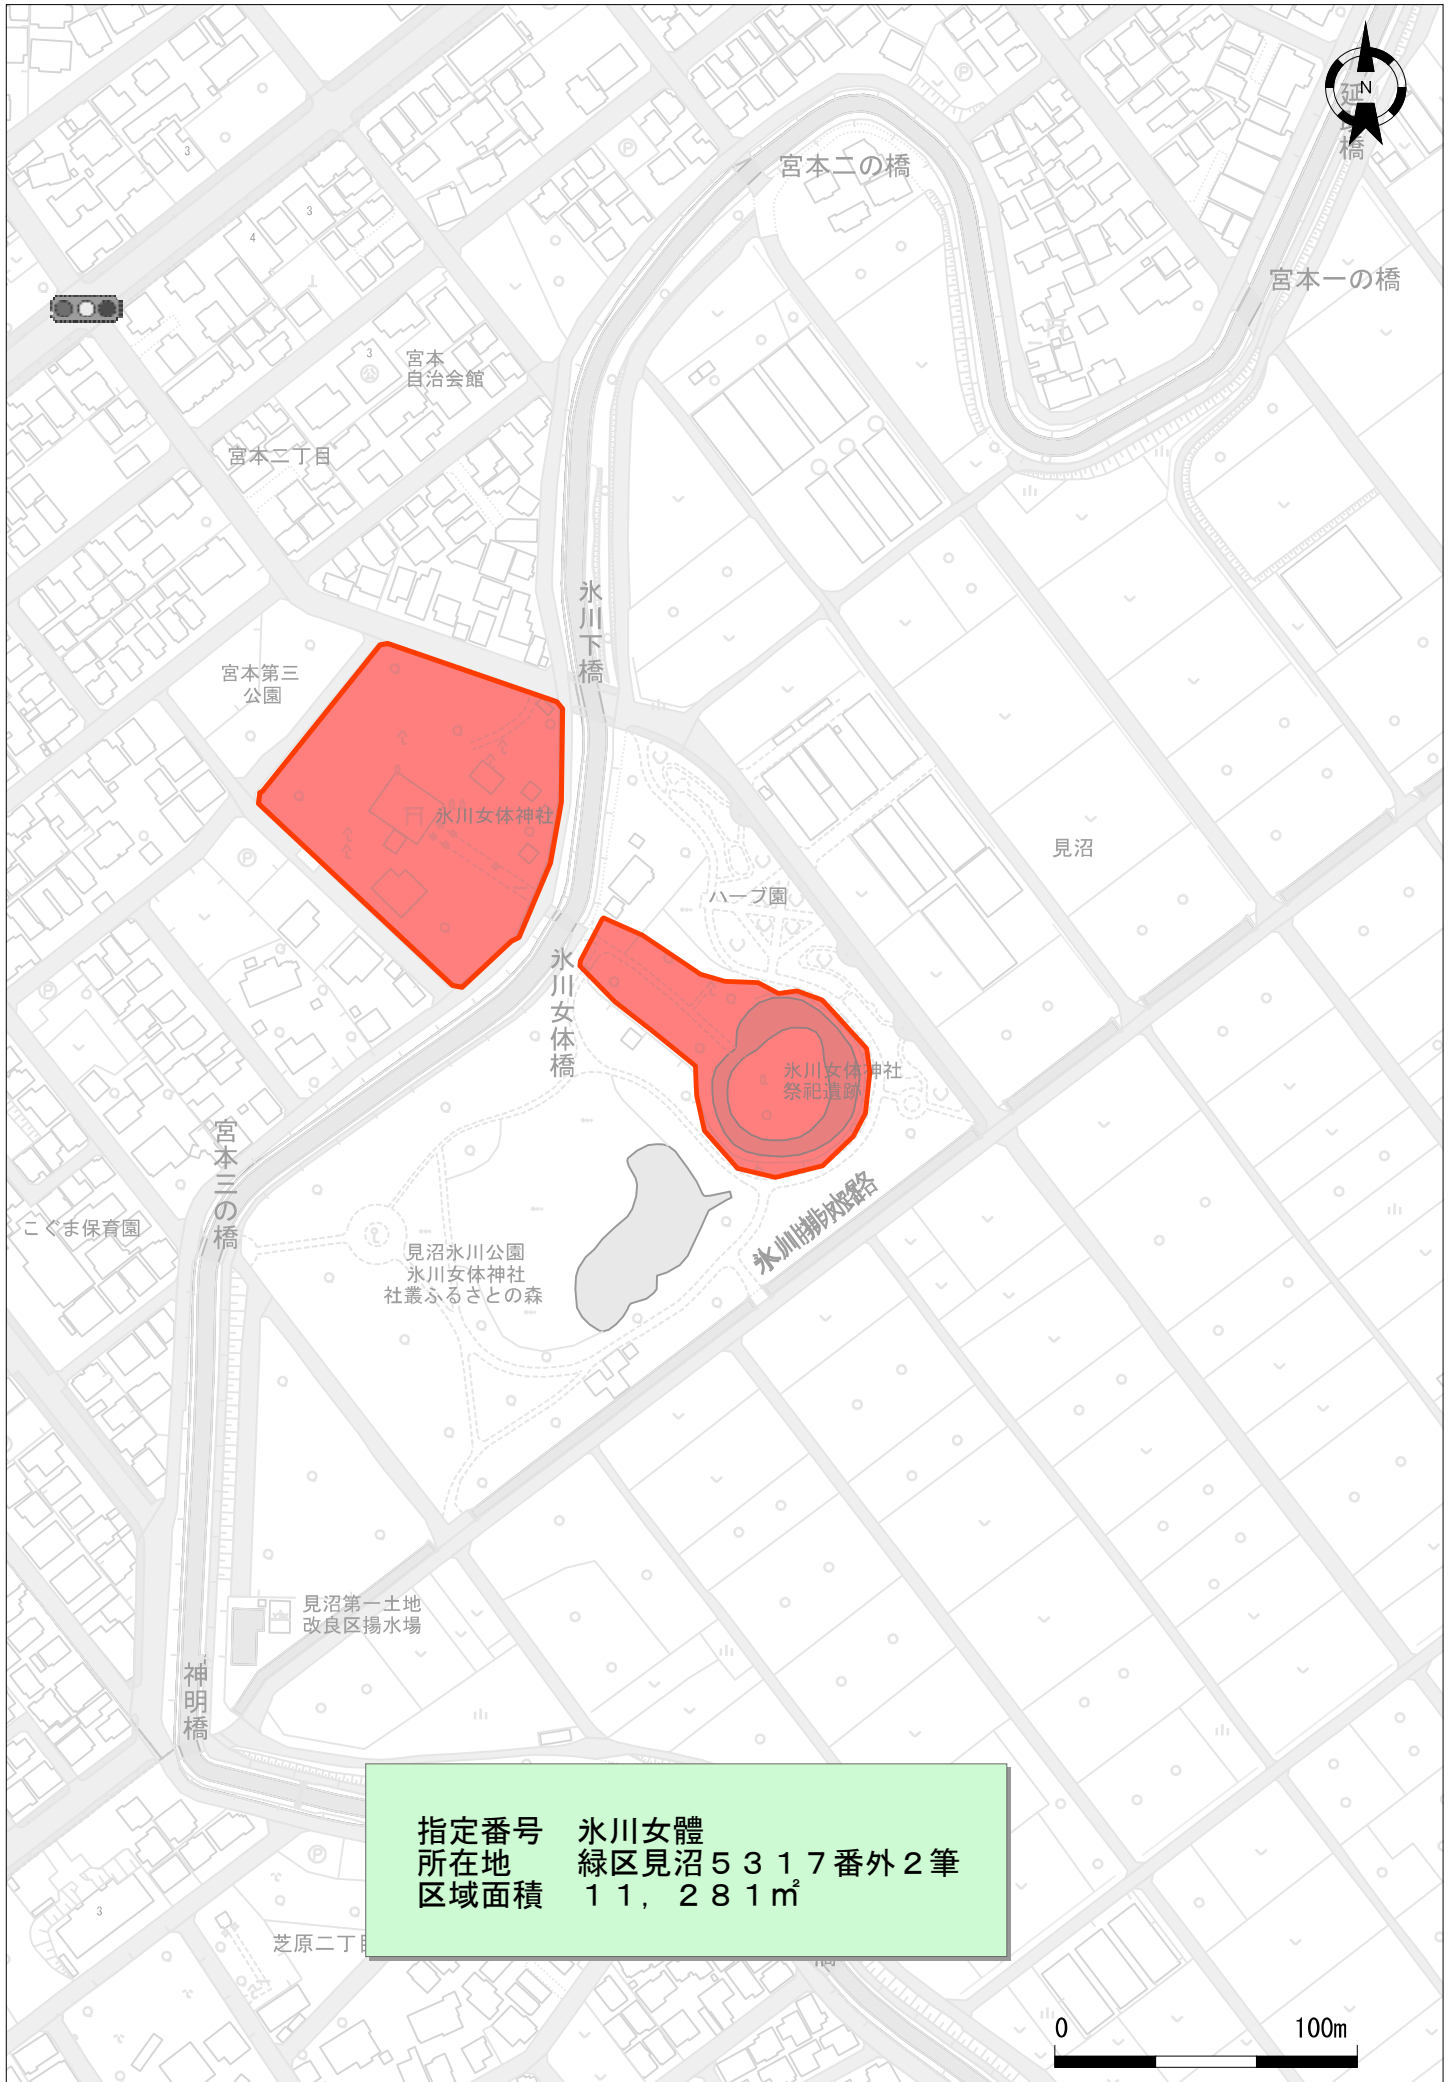 N
宮本二の橋
宮本一の橋
3
3
4
3
宮本
自治会館
宮本二丁目
氷川下橋
宮本第三
公園
氷川女体神社
見沼
ハーブ園
氷川女体橋
氷川女体神社
祭祀遺跡
宮本三の橋
こぐま保育園
見沼氷川公園
氷川女体神社
社叢ふるさとの森
見沼第一土地
改良区揚水場
神明橋
指定番号　氷川女體
所在地　　緑区見沼５３１７番外２筆
区域面積　１１，２８１㎡
3
芝原二丁目
0 100m